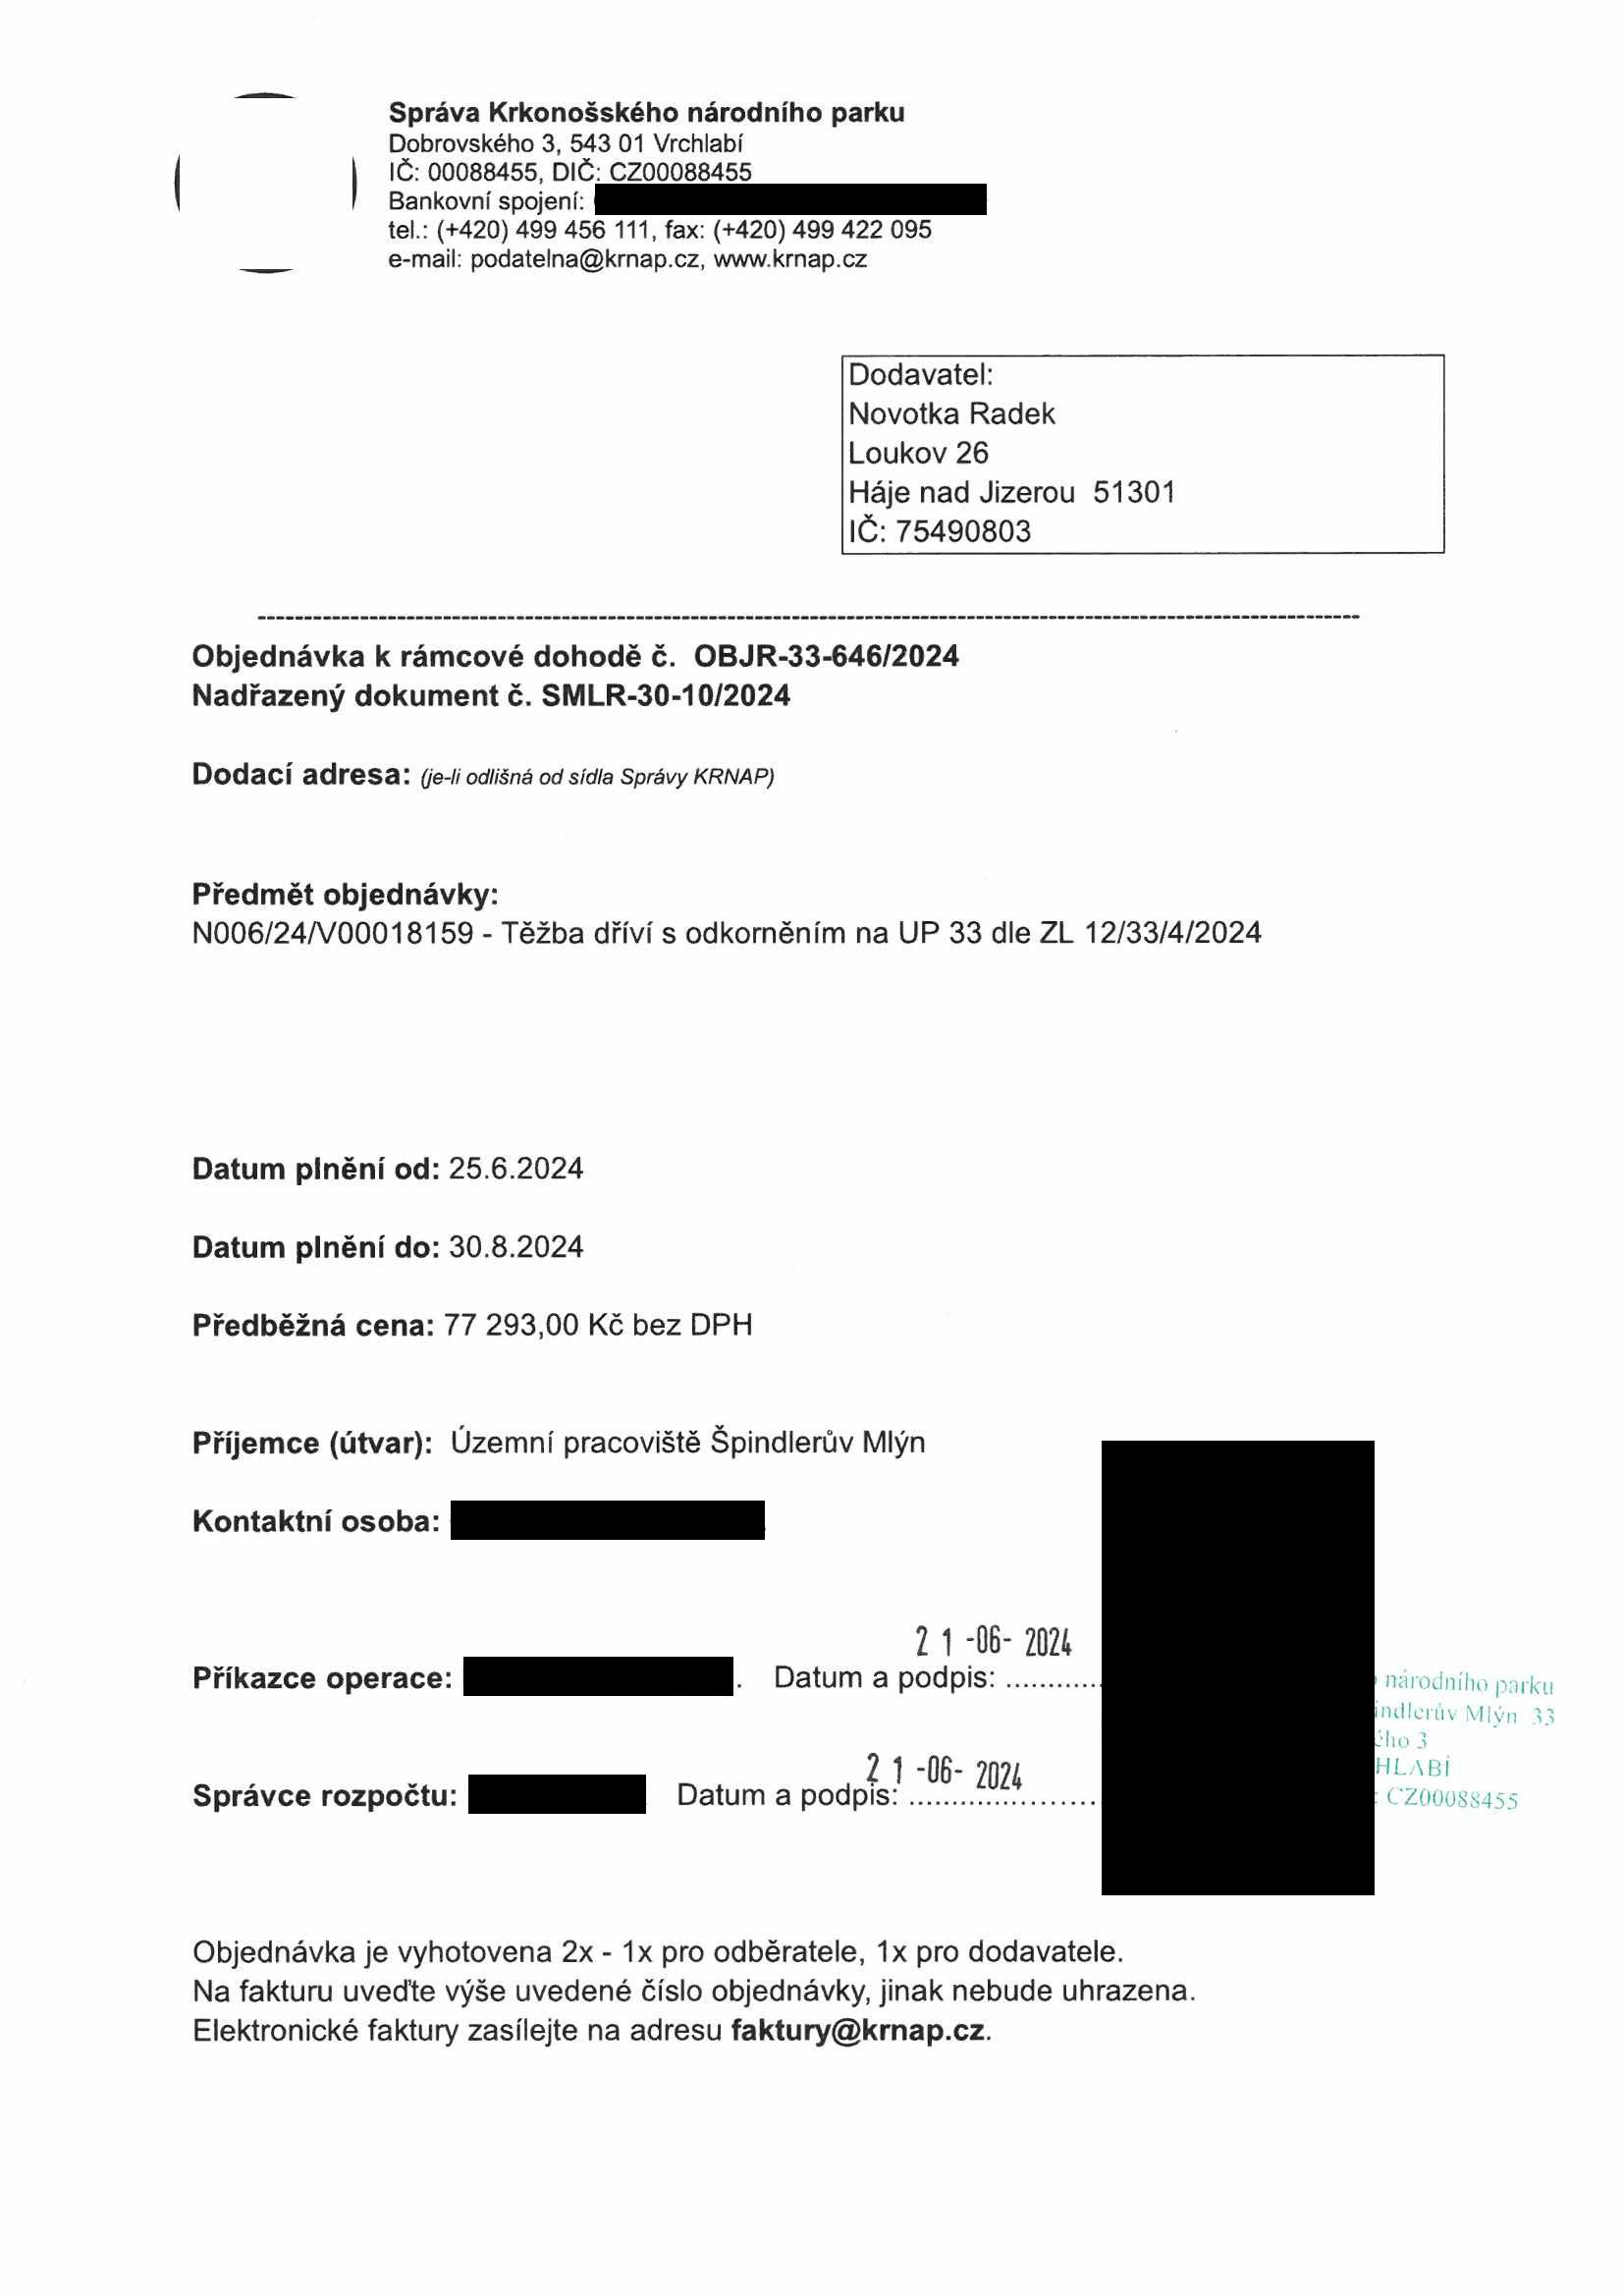 Správa Krkonošského národního parku
Dobrovského 3, 543 01 Vrchlabí
IČ: 00088455, DIČ: CZ00088455
Bankovní spojení:
tel.: (+420) 499 456 111, fax: (+420) 499 422 095
e-mail: podatelna@krnap.cz, www.krnap.cz
Dodavatel:
Novotka Radek
Loukov 26
Háje nad Jizerou 51301
IČ: 75490803
Objednávka k rámcové dohodě č. OBJR-33-646/2024
Nadřazený dokument č. SMLR-30-10/2024
Dodací adresa: (je-li odlišná od sídla Správy KRNAP)
Předmět objednávky:
N006/24/V00018159 - Těžba dříví s odkorněním na UP 33 dle ZL 12/33/4/2024
Datum plnění od: 25.6.2024
Datum plnění do: 30.8.2024
Předběžná cena: 77 293,00 Kč bez DPH
Příjemce (útvar): Územní pracoviště Špindlerův Mlýn
Kontaktní osoba:
21 -06- 2024
Příkazce operace: . Datum a podpis: ............
národního parku
indlerův Mlýn 33
ého 3
HLABÍ
: CZ00088455
21 -06- 2024
Správce rozpočtu: Datum a podpis: .....................
Objednávka je vyhotovena 2x - 1x pro odběratele, 1x pro dodavatele.
Na fakturu uveďte výše uvedené číslo objednávky, jinak nebude uhrazena.
Elektronické faktury zasílejte na adresu faktury@krnap.cz.